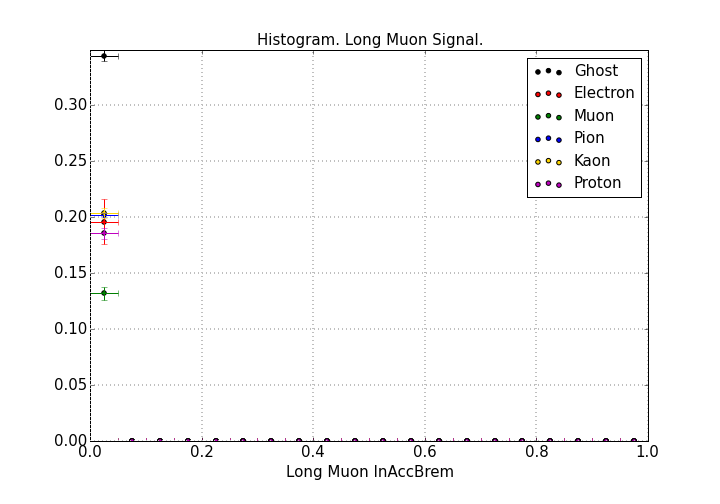 Histogram. Long Muon Signal.
Ghost
Electron
Muon
Pion
Kaon
Proton
0.30
0.25
0.20
0.15
0.10
0.05
0.00
0.0 0.2 0.4 0.6 0.8 1.0
Long Muon InAccBrem